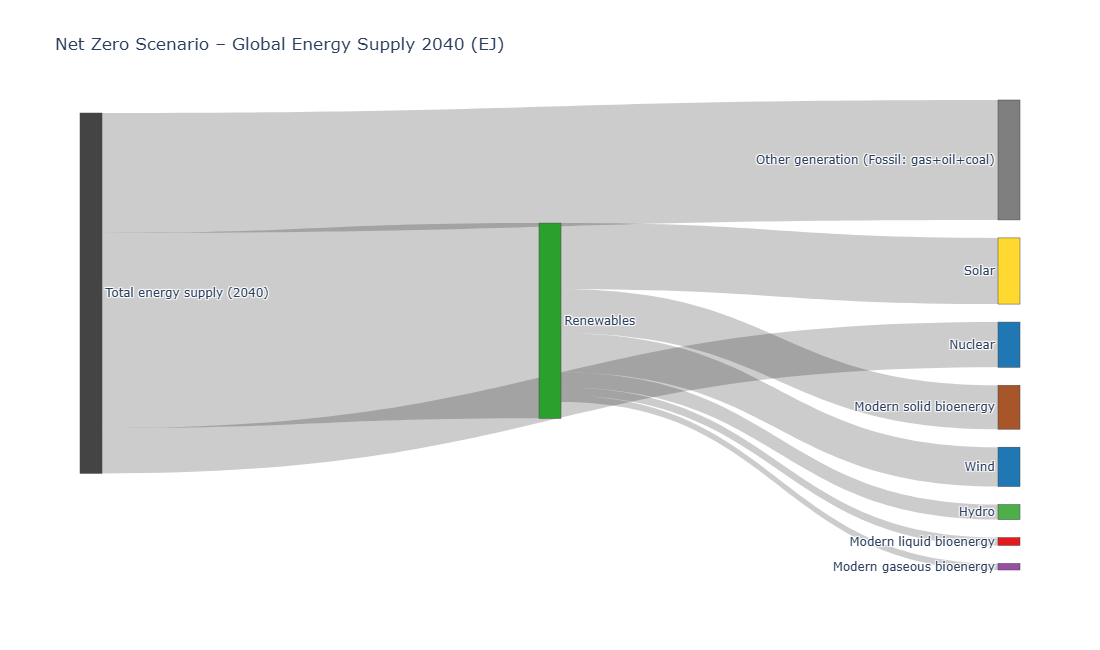 Net Zero Scenario – Global Energy Supply 2040 (EJ)
Other generation (Fossil: gas+oil+coal)
Solar
Total energy supply (2040)
Renewables
Nuclear
Modern solid bioenergy
Wind
Hydro
Modern liquid bioenergy
Modern gaseous bioenergy